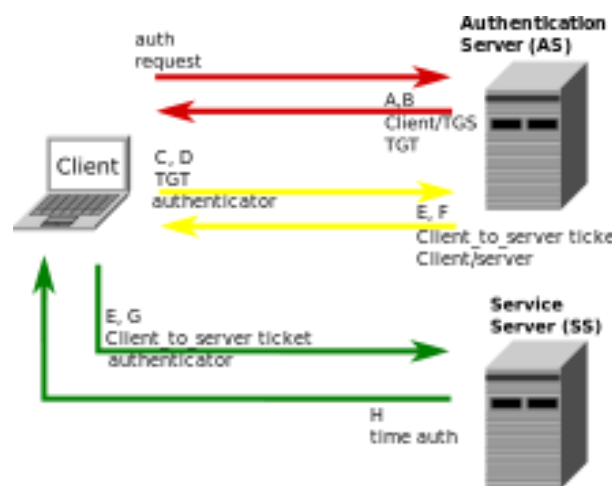 Authentication
Server (AS)
auth
request
A,B
Client/TGS
TGT
Client
C, D
TGT
authenticator
E, F
Client_to_server ticke
Client/server
Service
Server (SS)
E, G
Client_to_server ticket
authenticator
H
time auth